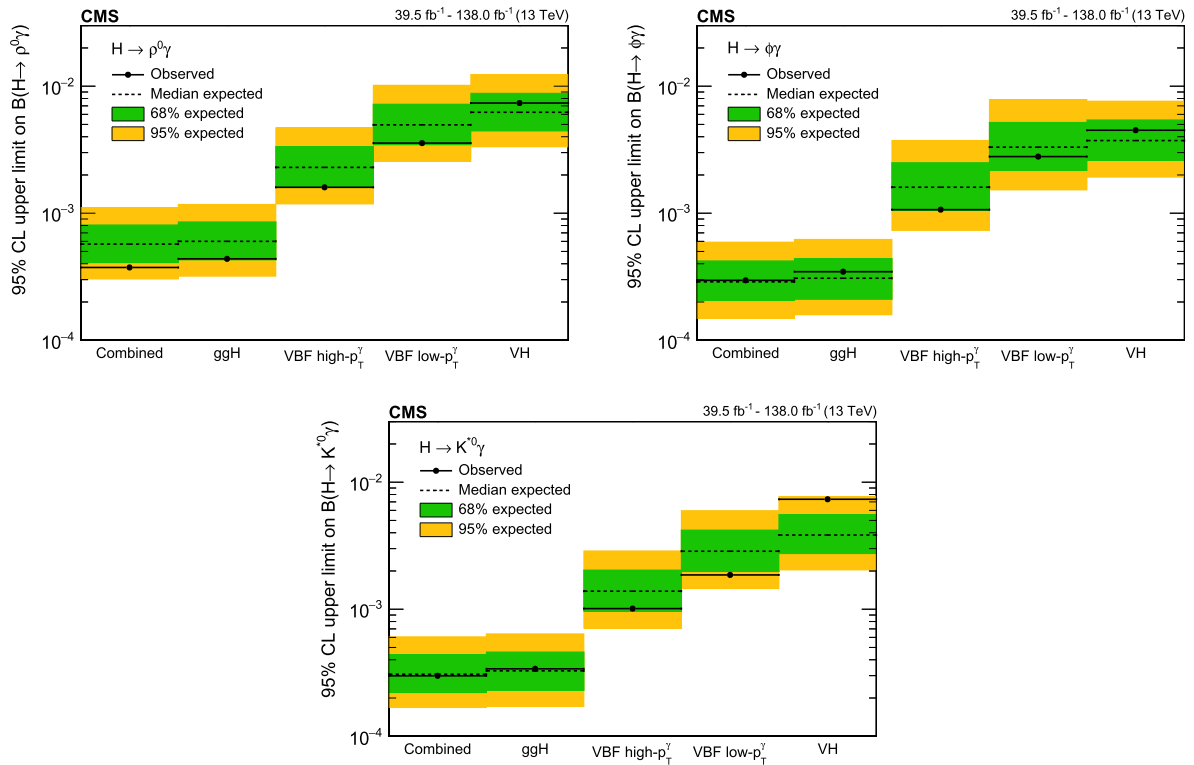 CMS 39.5 fb⁻¹ - 138.0 fb⁻¹ (13 TeV)
95% CL upper limit on B(H→ ρ⁰γ)
H → ρ⁰γ
Observed
Median expected
68% expected
95% expected
10⁻²
10⁻³
10⁻⁴
Combined ggH VBF high-p_T^γ VBF low-p_T^γ VH
CMS 39.5 fb⁻¹ - 138.0 fb⁻¹ (13 TeV)
95% CL upper limit on B(H→ ϕγ)
H → ϕγ
Observed
Median expected
68% expected
95% expected
10⁻²
10⁻³
10⁻⁴
Combined ggH VBF high-p_T^γ VBF low-p_T^γ VH
CMS 39.5 fb⁻¹ - 138.0 fb⁻¹ (13 TeV)
95% CL upper limit on B(H→ K*⁰γ)
H → K*⁰γ
Observed
Median expected
68% expected
95% expected
10⁻²
10⁻³
10⁻⁴
Combined ggH VBF high-p_T^γ VBF low-p_T^γ VH